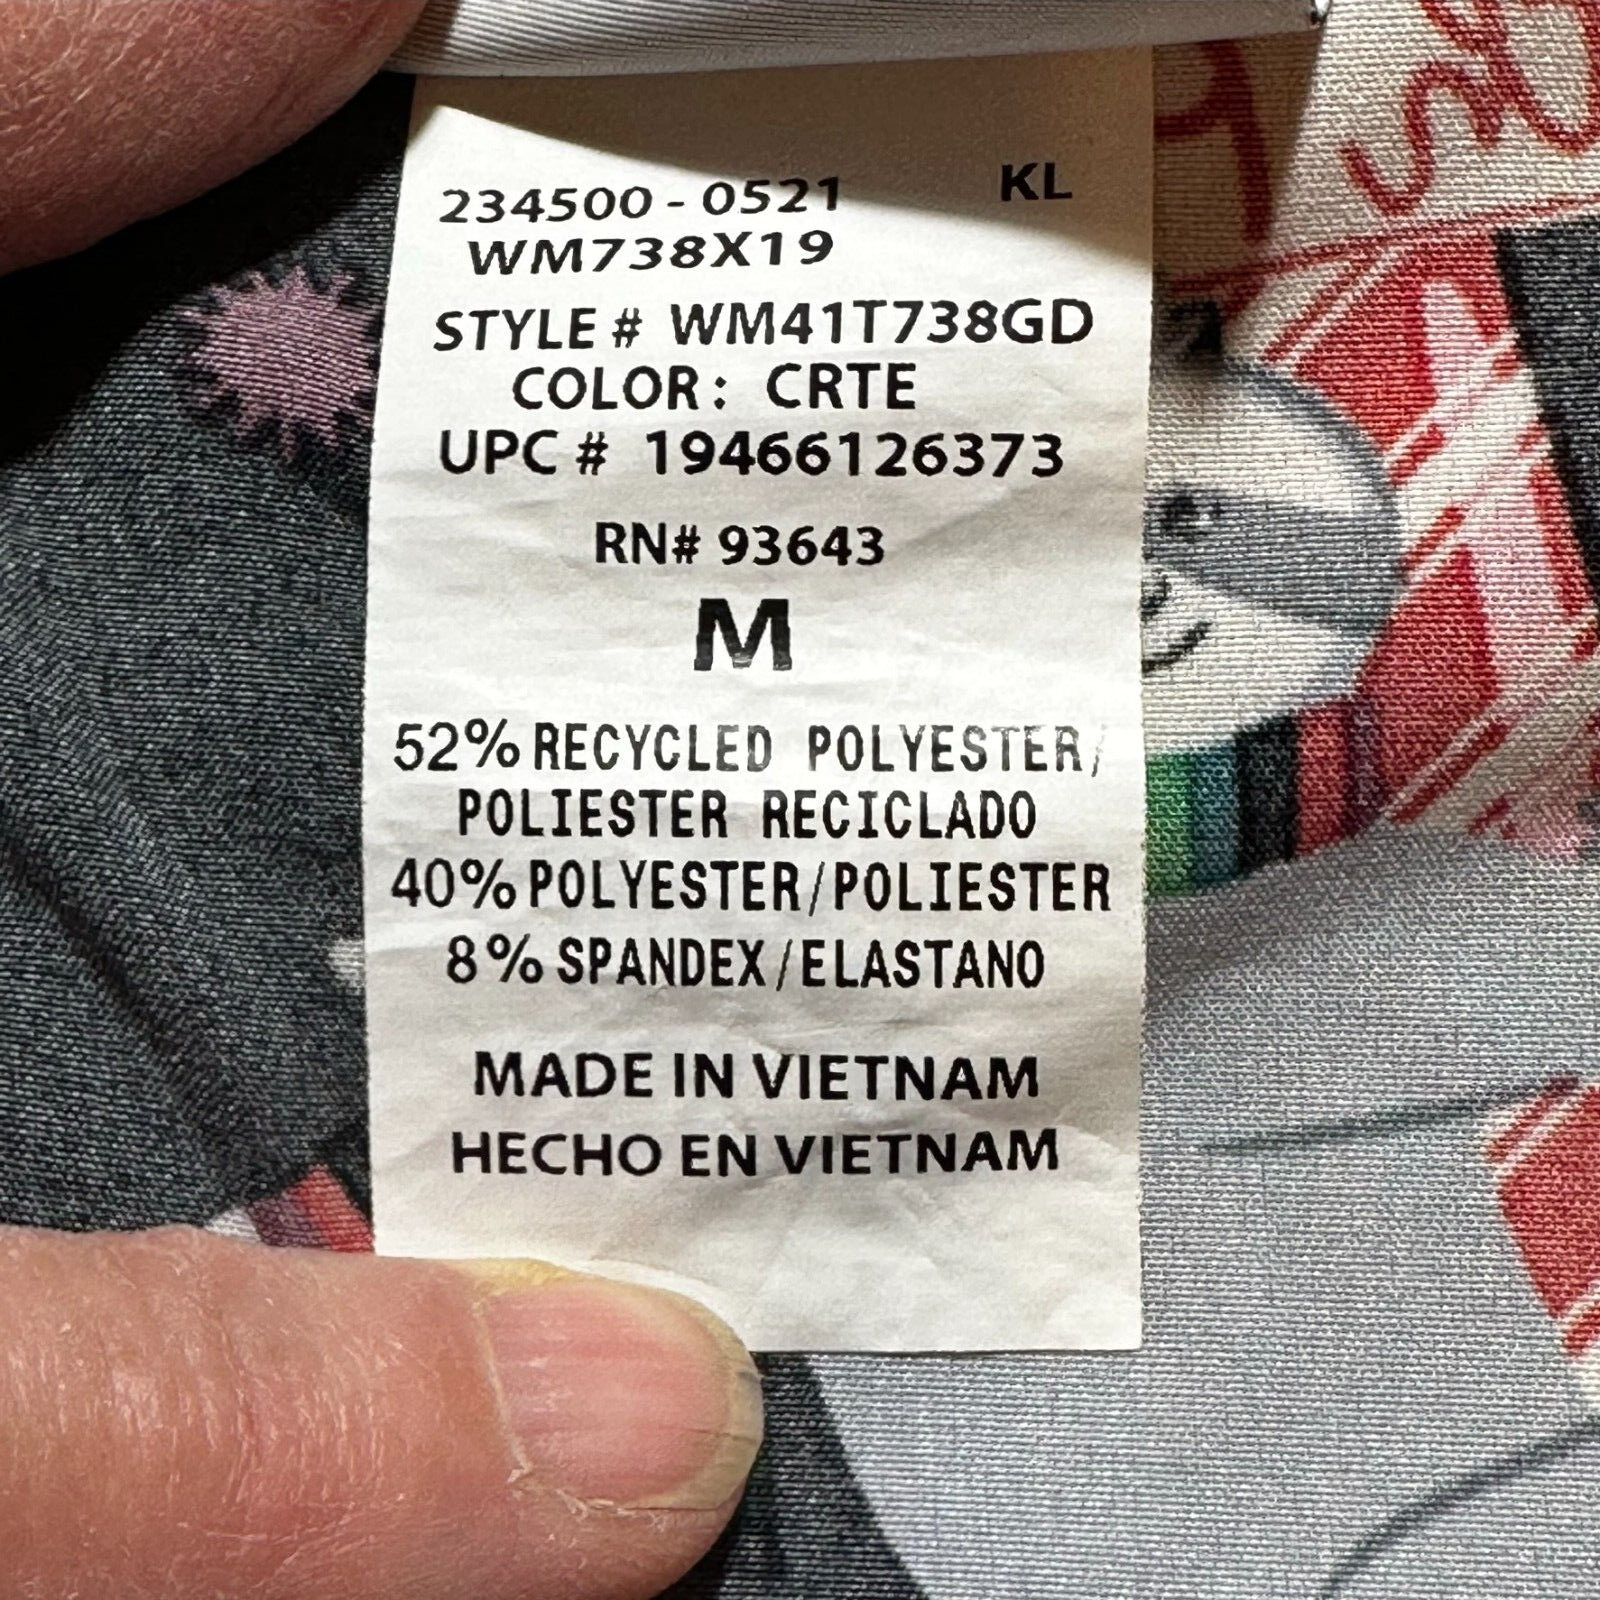 234500 - 0521 KL
WM738X19
STYLE # WM41T738GD
COLOR: CRTE
UPC # 19466126373
RN# 93643
M
52% RECYCLED POLYESTER/
POLIESTER RECICLADO
40% POLYESTER/POLIESTER
8% SPANDEX/ELASTANO
MADE IN VIETNAM
HECHO EN VIETNAM